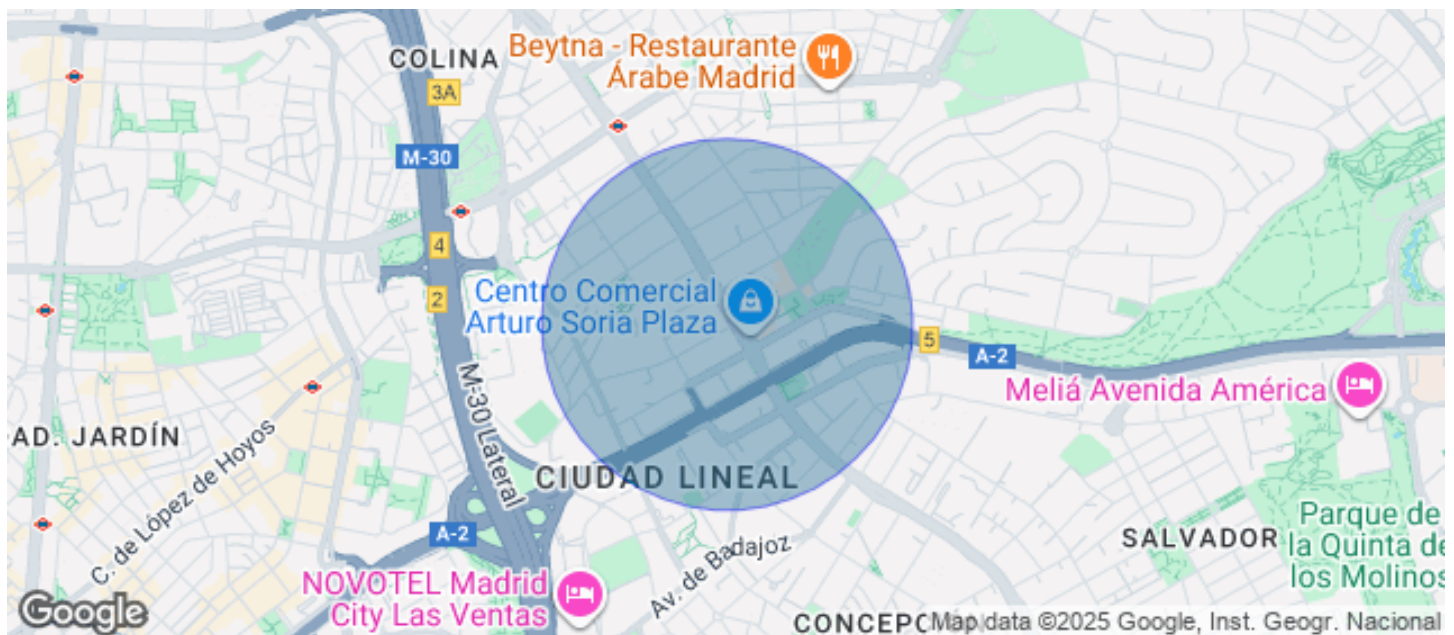 COLINA
Beytna - Restaurante
Árabe Madrid
3A
M-30
4
2
Centro Comercial
Arturo Soria Plaza
5
A-2
Meliá Avenida América
M-30 Lateral
AD. JARDÍN
C. de López de Hoyos
CIUDAD LINEAL
A-2
Av. de Badajoz
SALVADOR
Parque de
la Quinta de
los Molinos
NOVOTEL Madrid
City Las Ventas
Google
CONCEPC
Map data ©2025 Google, Inst. Geogr. Nacional